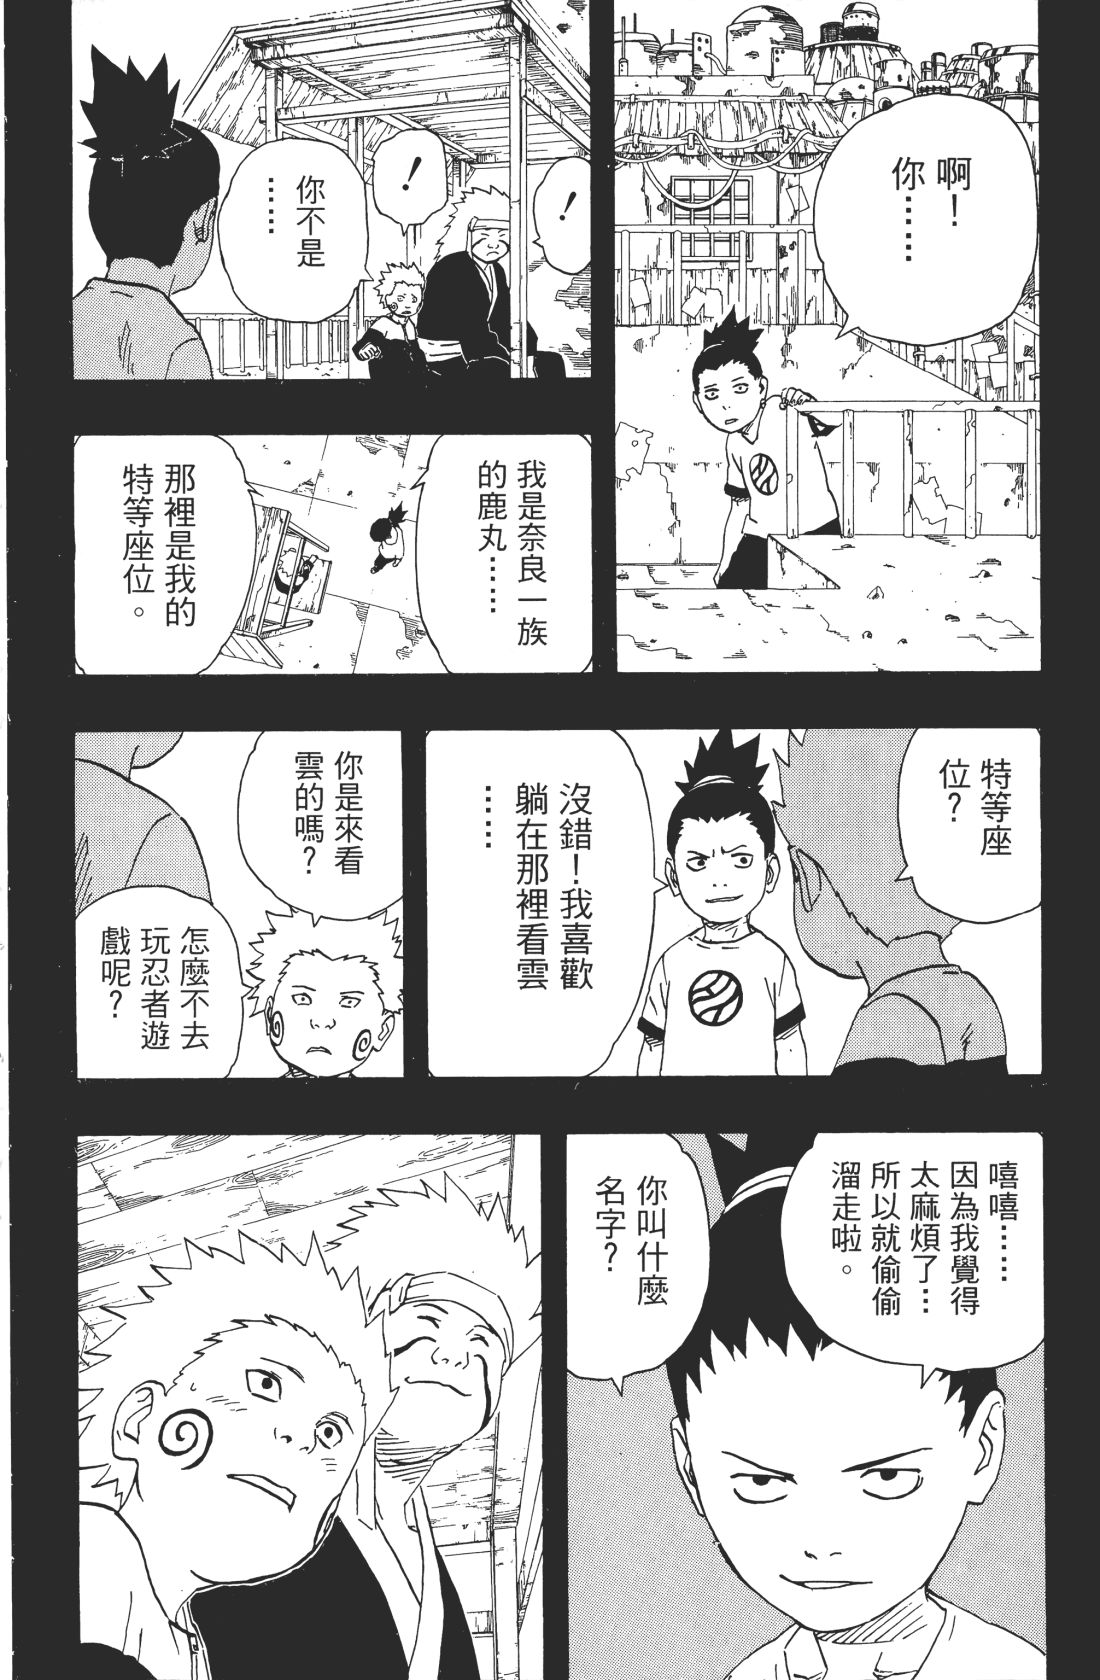 啊！
你……
！
！
你不是
……
我是奈良一族
的鹿丸……
那裡是我的
特等座位。
特等座
位？
沒錯！我喜歡
躺在那裡看雲
……
你是來看
雲的嗎？
怎麼不去
玩忍者遊
戲呢？
嘻嘻……
因為我覺得
太麻煩了…
所以就偷偷
溜走啦。
你叫什麼
名字？